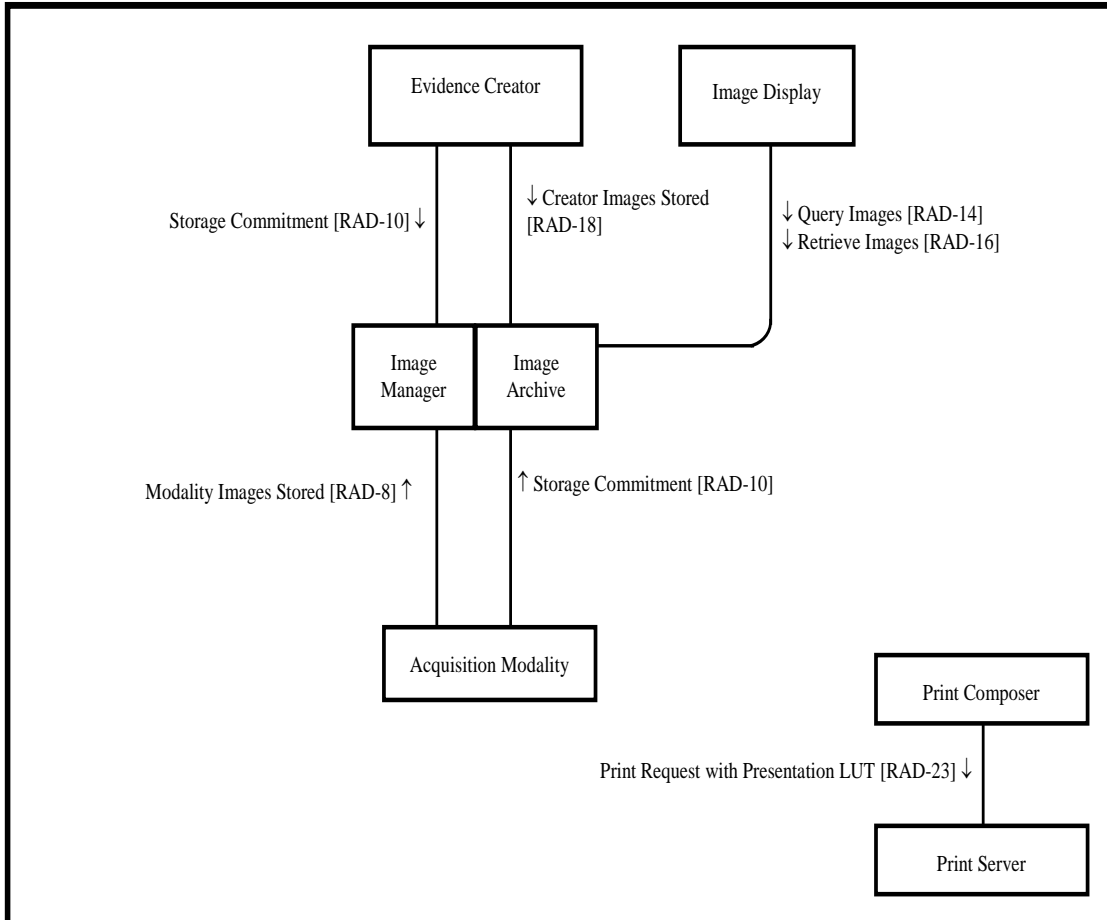 Evidence Creator
Image Display
Storage Commitment [RAD-10] ↓
↓ Creator Images Stored
[RAD-18]
↓ Query Images [RAD-14]
↓ Retrieve Images [RAD-16]
Image
Manager
Image
Archive
Modality Images Stored [RAD-8] ↑
↑ Storage Commitment [RAD-10]
Acquisition Modality
Print Composer
Print Request with Presentation LUT [RAD-23] ↓
Print Server